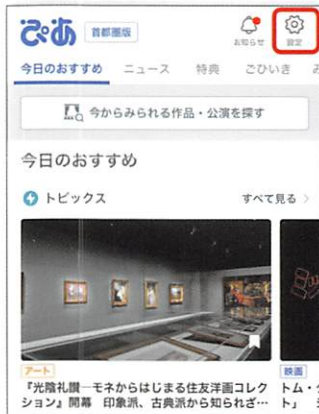 ぴあ
首都圏版
お知らせ
設定
今日のおすすめ ニュース 特典 ごひいき
今からみられる作品・公演を探す
今日のおすすめ
トピックス すべて見る
アート
『光陰礼讃―モネからはじまる住友洋画コレク
ション』開幕 印象派、古典派から知られざ…
映画
トム・
ト」